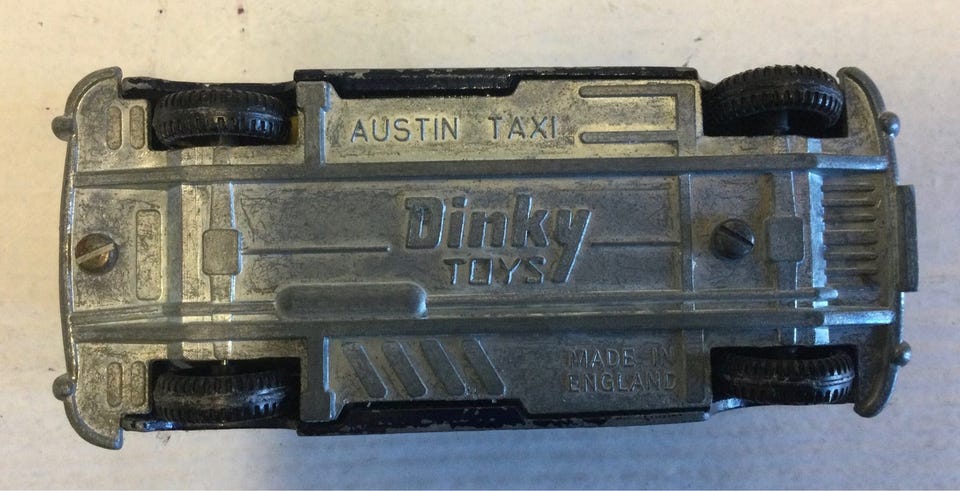 AUSTIN TAXI
Dinky
TOYS
MADE IN
ENGLAND